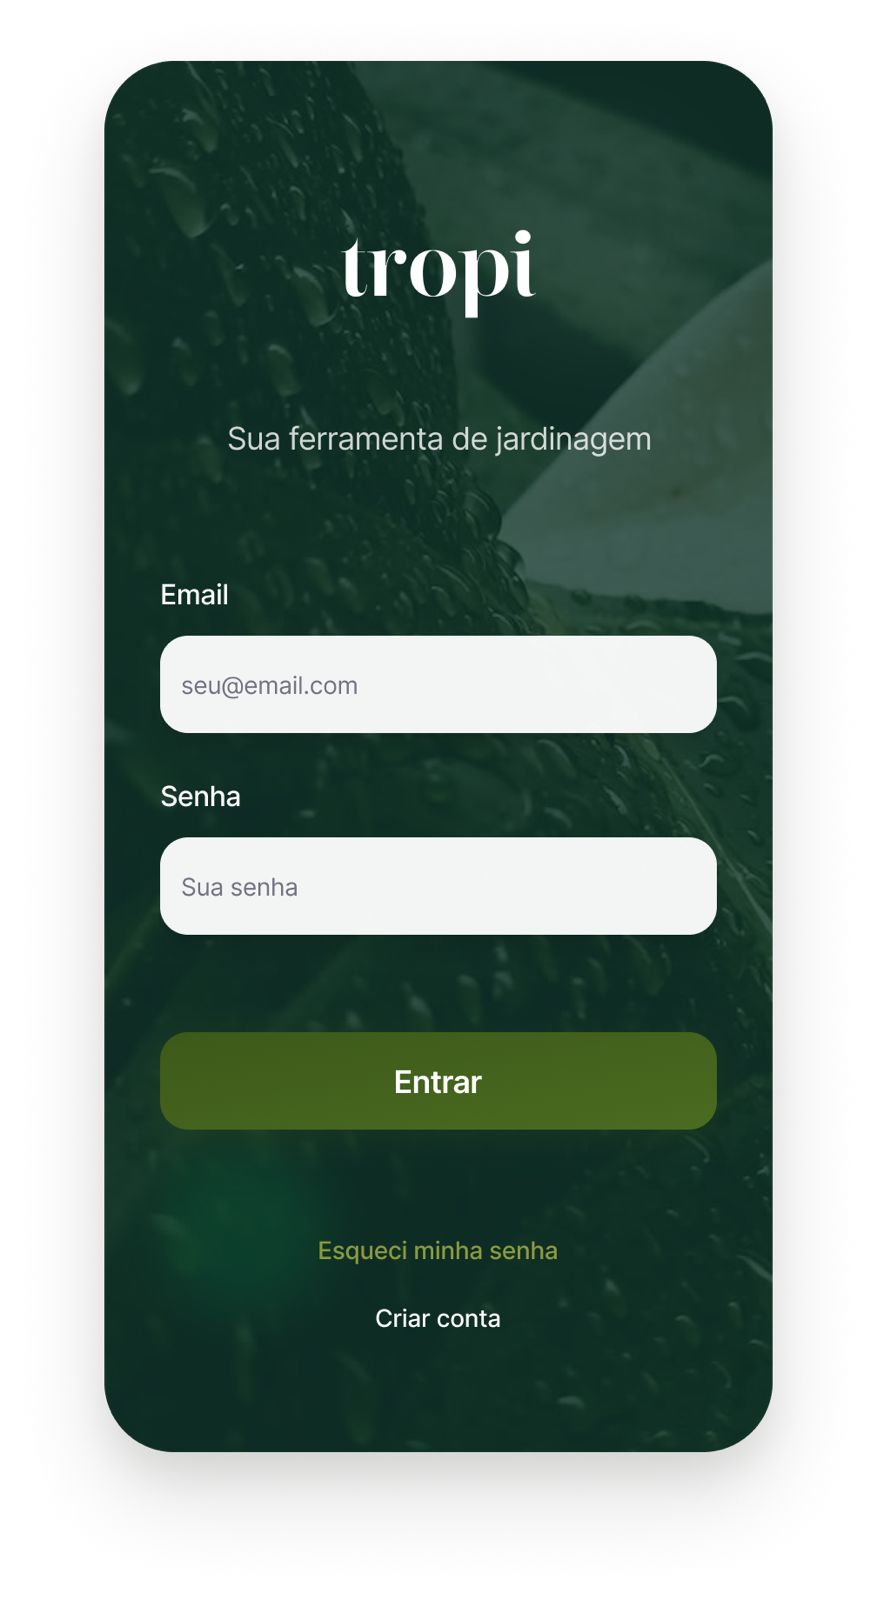 tropi
Sua ferramenta de jardinagem
Email
seu@email.com
Senha
Sua senha
Entrar
Esqueci minha senha
Criar conta